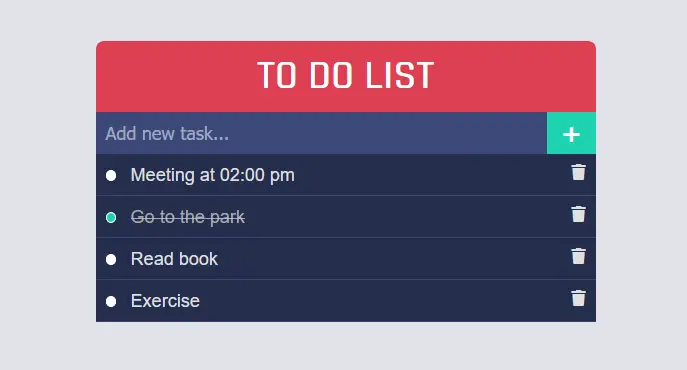 TO DO LIST
Add new task...
+
Meeting at 02:00 pm
Go to the park
Read book
Exercise